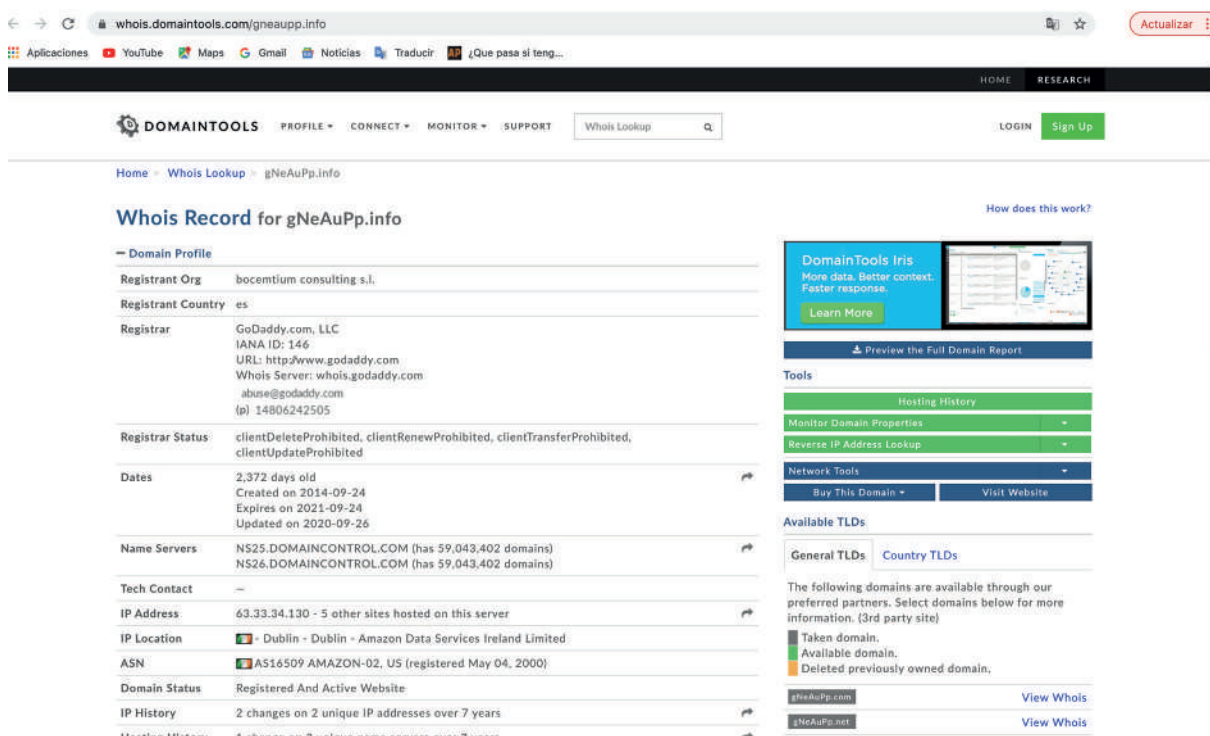 whois.domaintools.com/gneaupp.info
Actualizar
Aplicaciones YouTube Maps Gmail Noticias Traducir ¿Que pasa si teng...
HOME RESEARCH
DOMAINTOOLS PROFILE CONNECT MONITOR SUPPORT Whois Lookup LOGIN Sign Up
Home > Whois Lookup > gNeAuPp.info
Whois Record for gNeAuPp.info
How does this work?
— Domain Profile
Registrant Org bocemtium consulting s.l.
Registrant Country es
Registrar GoDaddy.com, LLC
IANA ID: 146
URL: http://www.godaddy.com
Whois Server: whois.godaddy.com
abuse@godaddy.com
(p) 14806242505
Registrar Status clientDeleteProhibited, clientRenewProhibited, clientTransferProhibited,
clientUpdateProhibited
Dates 2,372 days old
Created on 2014-09-24
Expires on 2021-09-24
Updated on 2020-09-26
Name Servers NS25.DOMAINCONTROL.COM (has 59,043,402 domains)
NS26.DOMAINCONTROL.COM (has 59,043,402 domains)
Tech Contact —
IP Address 63.33.34.130 - 5 other sites hosted on this server
IP Location - Dublin - Dublin - Amazon Data Services Ireland Limited
ASN AS16509 AMAZON-02, US (registered May 04, 2000)
Domain Status Registered And Active Website
IP History 2 changes on 2 unique IP addresses over 7 years
DomainTools Iris
More data. Better context.
Faster response.
Learn More
Preview the Full Domain Report
Tools
Hosting History
Monitor Domain Properties
Reverse IP Address Lookup
Network Tools
Buy This Domain Visit Website
Available TLDs
General TLDs Country TLDs
The following domains are available through our
preferred partners. Select domains below for more
information. (3rd party site)
Taken domain.
Available domain.
Deleted previously owned domain.
gNeAuPp.com View Whois
gNeAuPp.net View Whois